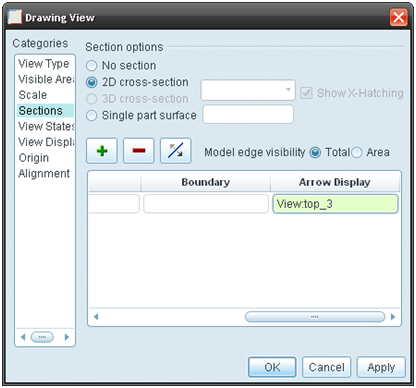 Drawing View
Categories
View Type
Visible Area
Scale
Sections
View States
View Displa
Origin
Alignment
Section options
No section
2D cross-section
3D cross-section
Show X-Hatching
Single part surface
Model edge visibility Total Area
Boundary Arrow Display
View:top_3
OK Cancel Apply